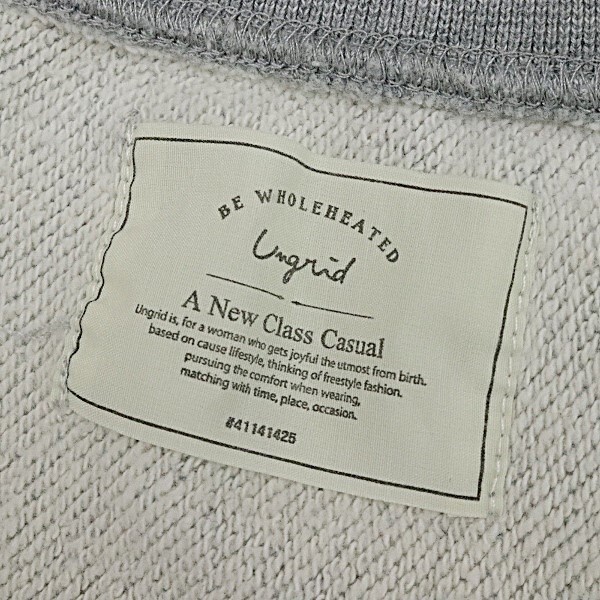 BE WHOLEHEATED
Ungrid
A New Class Casual
Ungrid is, for a woman who gets joyful the utmost from birth.
based on cause lifestyle, thinking of freestyle fashion.
pursuing the comfort when wearing,
matching with time, place, occasion.
#41141425